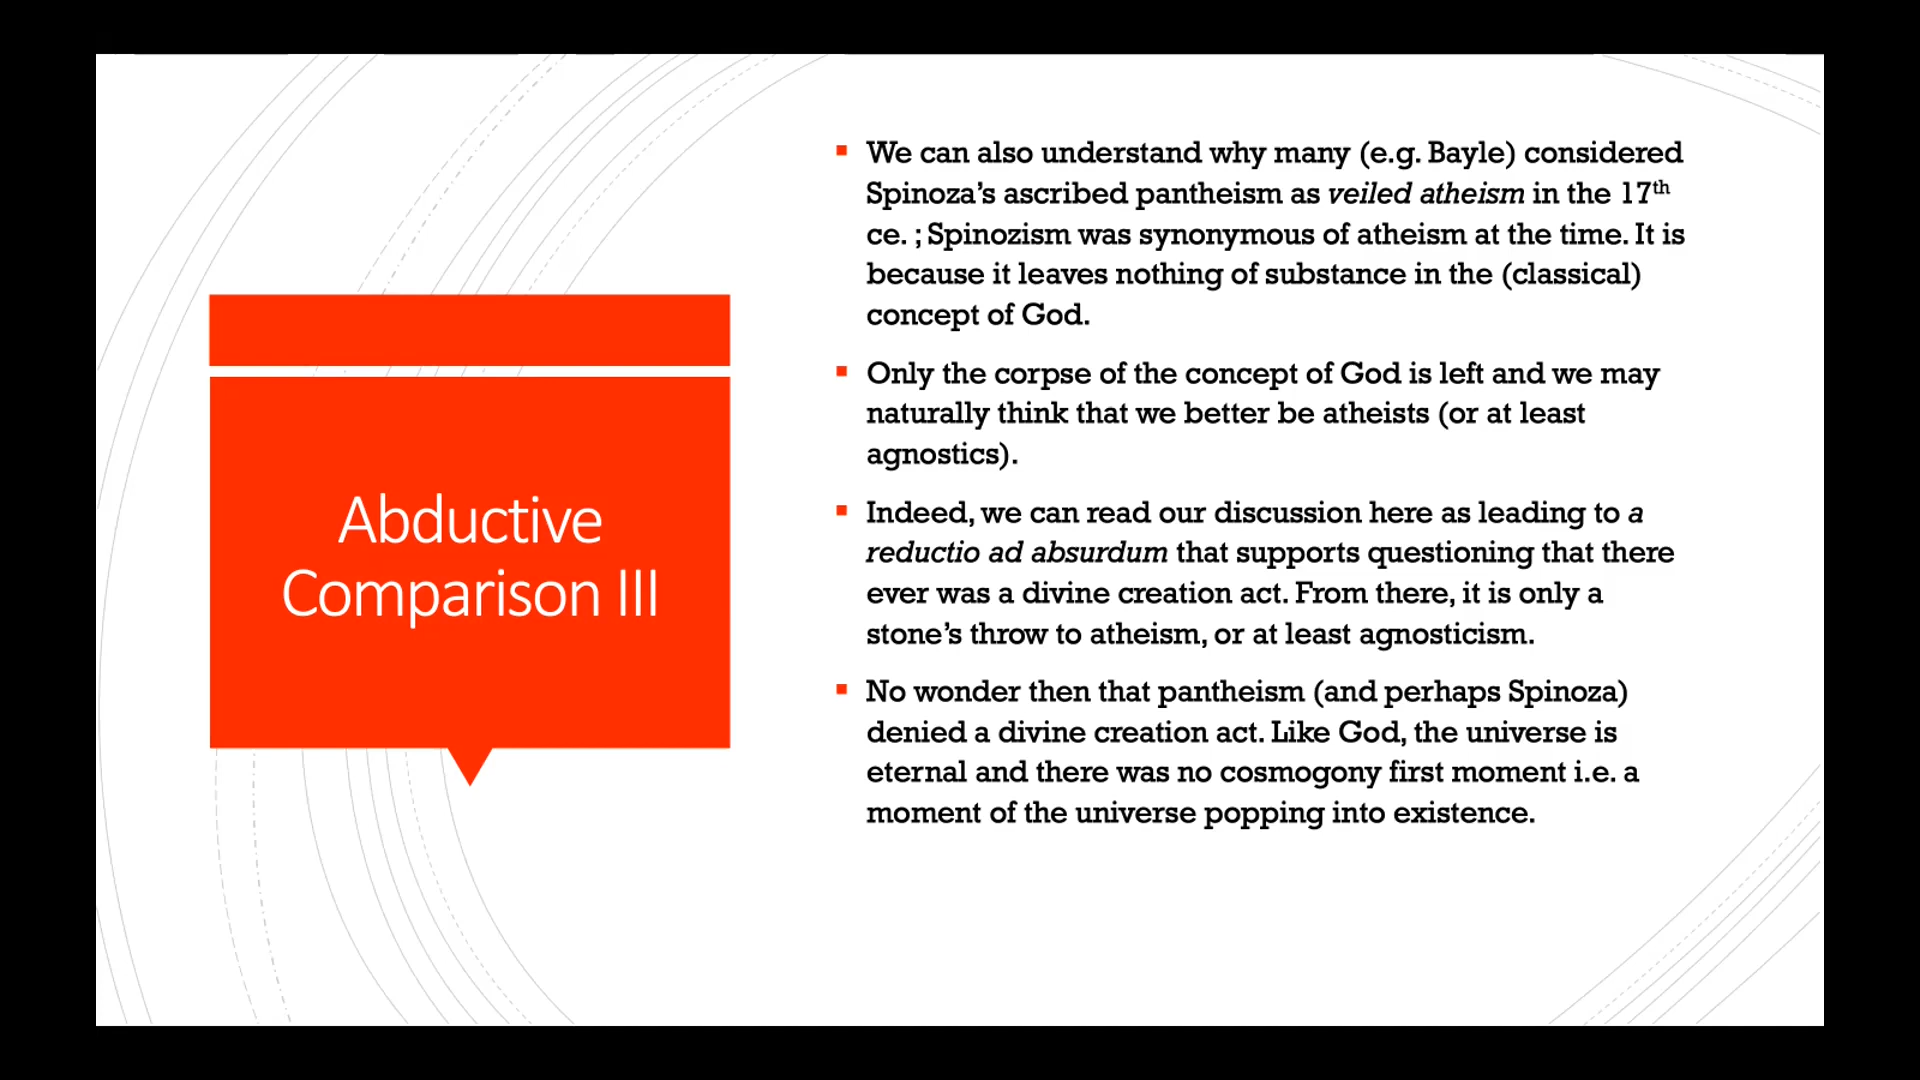 Abductive
Comparison III
▪ We can also understand why many (e.g. Bayle) considered
Spinoza’s ascribed pantheism as veiled atheism in the 17th
ce. ; Spinozism was synonymous of atheism at the time. It is
because it leaves nothing of substance in the (classical)
concept of God.
▪ Only the corpse of the concept of God is left and we may
naturally think that we better be atheists (or at least
agnostics).
▪ Indeed, we can read our discussion here as leading to a
reductio ad absurdum that supports questioning that there
ever was a divine creation act. From there, it is only a
stone’s throw to atheism, or at least agnosticism.
▪ No wonder then that pantheism (and perhaps Spinoza)
denied a divine creation act. Like God, the universe is
eternal and there was no cosmogony first moment i.e. a
moment of the universe popping into existence.